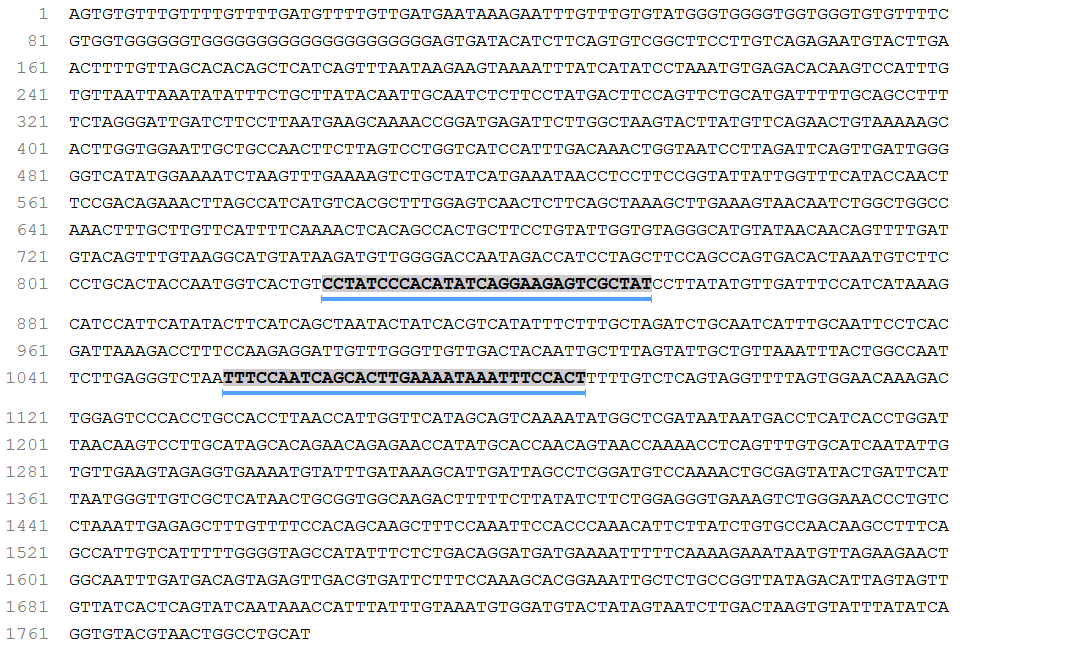 1 AGTGTGTTTGTTTTGTTTTGATGTTTTGTTGATGAATAAAGAATTTGTTTGTGTATGGGTGGGGTGGTGGGTGTGTTTTC
81 GTGGTGGGGGGTGGGGGGGGGGGGGGGGGGGGGGAGTGATACATCTTCAGTGTCGGCTTCCTTGTCAGAGAATGTACTTGA
161 ACTTTTGTTAGCACACAGCTCATCAGTTTAATAAGAAGTAAAATTTATCATATCCTAAATGTGAGACACAAGTCCATTTG
241 TGTTAATTAAATATATTTCTGCTTATACAATTGCAATCTCTTCCTATGACTTCCAGTTCTGCATGATTTTTGCAGCCTTT
321 TCTAGGGATTGATCTTCCTTAATGAAGCAAAACCGGATGAGATTCTTGGCTAAGTACTTATGTTCAGAACTGTAAAAAGC
401 ACTTGGTGGAATTGCTGCCAACTTCTTAGTCCTGGTCATCCATTTGACAAACTGGTAATCCTTAGATTCAGTTGATTGGG
481 GGTCATATGGAAAATCTAAGTTTGAAAAGTCTGCTATCATGAAATAACCTCCTTCCGGTATTATTGGTTTCATACCAACT
561 TCCGACAGAAACTTAGCCATCATGTCACGCTTTGGAGTCAACTCTTCAGCTAAAGCTTGAAAGTAACAATCTGGCTGGCC
641 AAACTTTGCTTGTTCATTTTCAAAACTCACAGCCACTGCTTCCTGTATTGGTGTAGGGCATGTATAACAACAGTTTTGAT
721 GTACAGTTTGTAAGGCATGTATAAGATGTTGGGGACCAATAGACCATCCTAGCTTCCAGCCAGTGACACTAAATGTCTTC
801 CCTGCACTACCAATGGTCACTGTCCTATCCCACATATCAGGAAGAGTCGCTATCCTTATATGTTGATTTCCATCATAAAG
881 CATCCATTCATATACTTCATCAGCTAATACTATCACGTCATATTTCTTTGCTAGATCTGCAATCATTTGCAATTCCTCAC
961 GATTAAAGACCTTTCCAAGAGGATTGTTTGGGTTGTTGACTACAATTGCTTTAGTATTGCTGTTAAATTTACTGGCCAAT
1041 TCTTGAGGGTCTAATTTCCAATCAGCACTTGAAAATAAATTTCCACTTTTTGTCTCAGTAGGTTTTAGTGGAACAAAGAC
1121 TGGAGTCCCACCTGCCACCTTAACCATTGGTTCATAGCAGTCAAAATATGGCTCGATAATAATGACCTCATCACCTGGAT
1201 TAACAAGTCCTTGCATAGCACAGAACAGAGAACCATATGCACCAACAGTAACCAAAACCTCAGTTTGTGCATCAATATTG
1281 TGTTGAAGTAGAGGTGAAAATGTATTTGATAAAGCATTGATTAGCCTCGGATGTCCAAAACTGCGAGTATACTGATTCAT
1361 TAATGGGTTGTCGCTCATAACTGCGGTGGCAAGACTTTTTCTTATATCTTCTGGAGGGTGAAAGTCTGGGAAACCCTGTC
1441 CTAAATTGAGAGCTTTGTTTTCCACAGCAAGCTTTCCAAATTCCACCCAAACATTCTTATCTGTGCCAACAAGCCTTTCA
1521 GCCATTGTCATTTTTGGGGTAGCCATATTTCTCTGACAGGATGATGAAAATTTTTCAAAAGAAATAATGTTAGAAGAACT
1601 GGCAATTTGATGACAGTAGAGTTGACGTGATTCTTTCCAAAGCACGGAAATTGCTCTGCCGGTTATAGACATTAGTAGTT
1681 GTTATCACTCAGTATCAATAAACCATTTATTTGTAAATGTGGATGTACTATAGTAATCTTGACTAAGTGTATTTATATCA
1761 GGTGTACGTAACTGGCCTGCAT